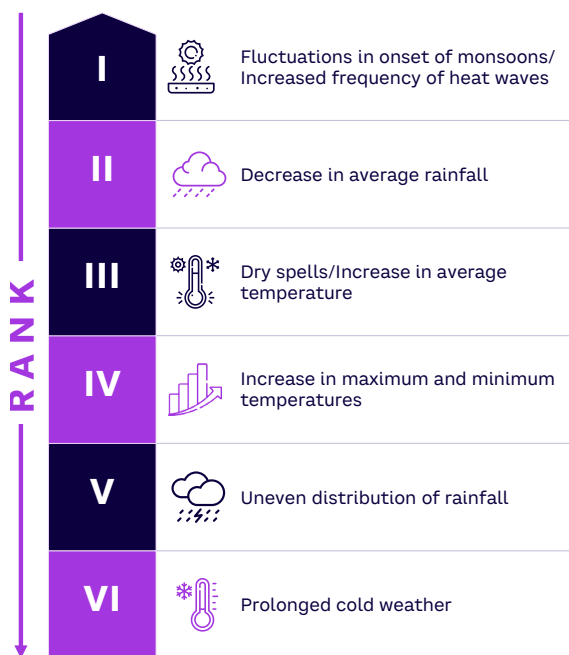 RANK
I
Fluctuations in onset of monsoons/
Increased frequency of heat waves
II
Decrease in average rainfall
III
Dry spells/Increase in average
temperature
IV
Increase in maximum and minimum
temperatures
V
Uneven distribution of rainfall
VI
Prolonged cold weather